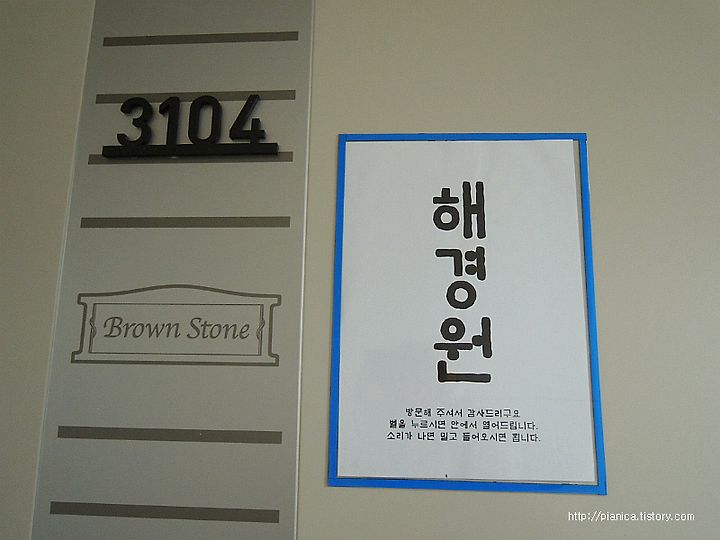 3104
Brown Stone
해
경
원
방문해 주셔서 감사드리구요
벨을 누르시면 안에서 열어드립니다.
소리가 나면 밀고 들어오시면 됩니다.
http://pianica.tistory.com